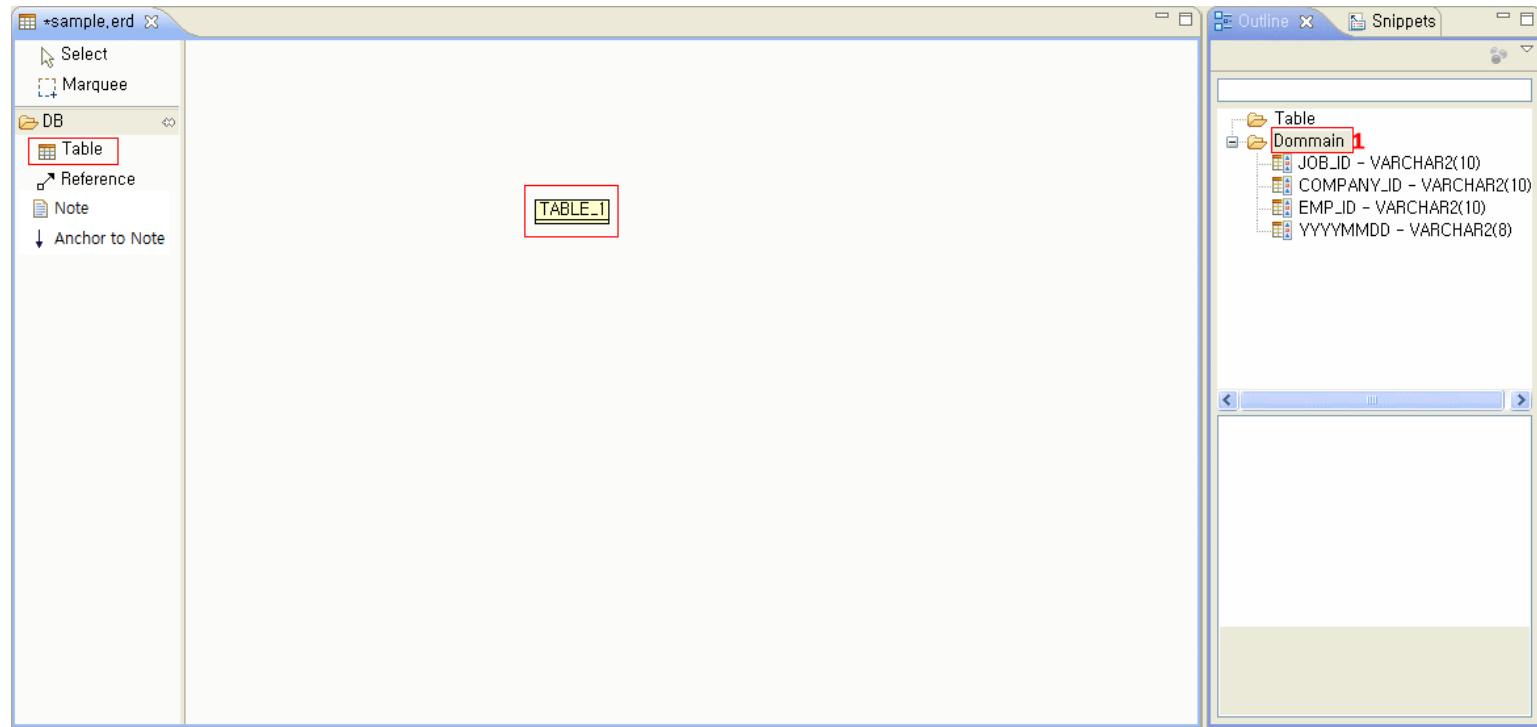 *sample.erd
Select
Marquee
DB
Table
Reference
Note
Anchor to Note
TABLE_1
Outline
Snippets
Table
Dommain 1
JOB_ID - VARCHAR2(10)
COMPANY_ID - VARCHAR2(10)
EMP_ID - VARCHAR2(10)
YYYYMMDD - VARCHAR2(8)